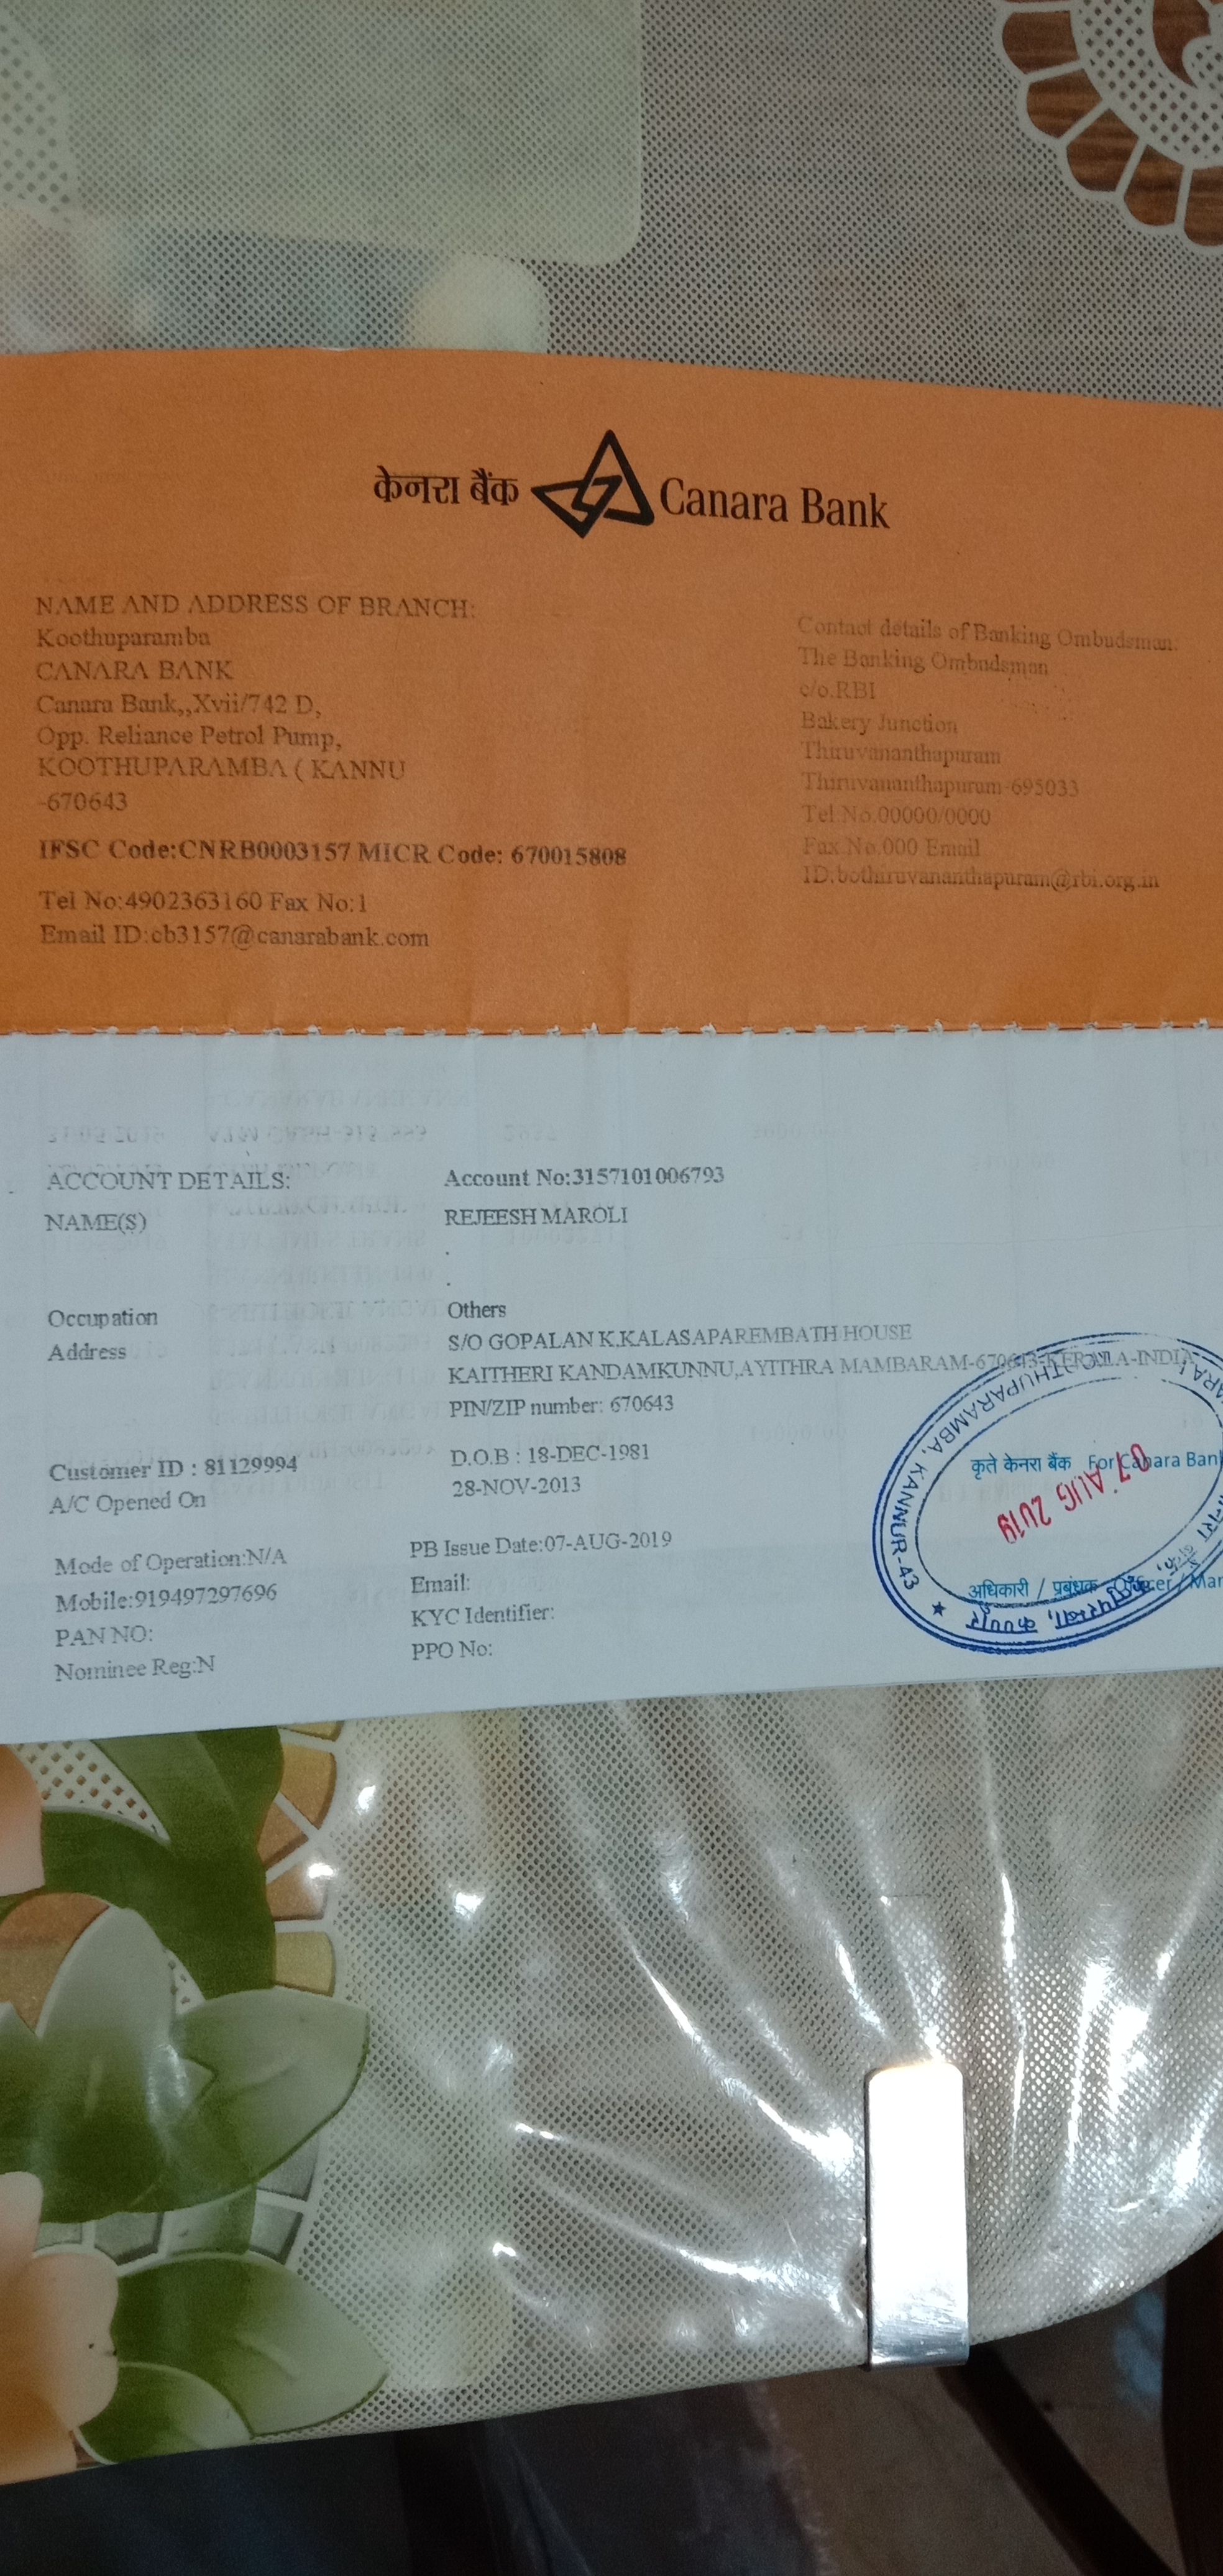 केनरा बैंक Canara Bank
NAME AND ADDRESS OF BRANCH:
Koothuparamba
CANARA BANK
Canara Bank,,Xvii/742 D,
Opp. Reliance Petrol Pump,
KOOTHUPARAMBA ( KANNU
-670643
IFSC Code:CNRB0003157 MICR Code: 670015808
Tel No:4902363160 Fax No:1
Email ID:cb3157@canarabank.com
Contact details of Banking Ombudsman:
The Banking Ombudsman
c/o.RBI
Bakery Junction
Thiruvananthapuram
Thiruvananthapurum-695033
Tel No.00000/0000
Fax No.000 Email
ID:bothiruvananthapuram@rbi.org.in
ACCOUNT DETAILS: Account No:3157101006793
NAME(S) REJEESH MAROLI
.
.
Occupation Others
Address S/O GOPALAN K.KALASAPAREMBATH HOUSE
KAITHERI KANDAMKUNNU,AYITHRA MAMBARAM-670643-KERALA-INDIA
PIN/ZIP number: 670643
Customer ID : 81129994 D.O.B : 18-DEC-1981
A/C Opened On 28-NOV-2013
Mode of Operation:N/A PB Issue Date:07-AUG-2019
Mobile:919497297696 Email:
PAN NO: KYC Identifier:
Nominee Reg:N PPO No:
कृते केनरा बैंक For Canara Ban
07 AUG 2019
अधिकारी / प्रबंधक Officer / Man
KOOTHUPARAMBA, KANNUR-43